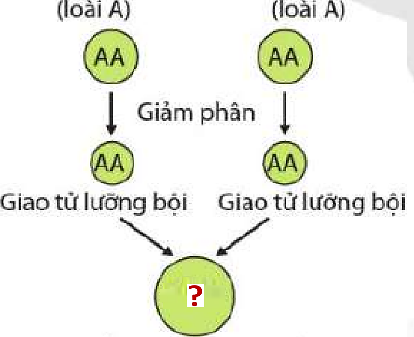 (loài A) (loài A)
AA AA
Giảm phân
AA AA
Giao tử lưỡng bội Giao tử lưỡng bội
?